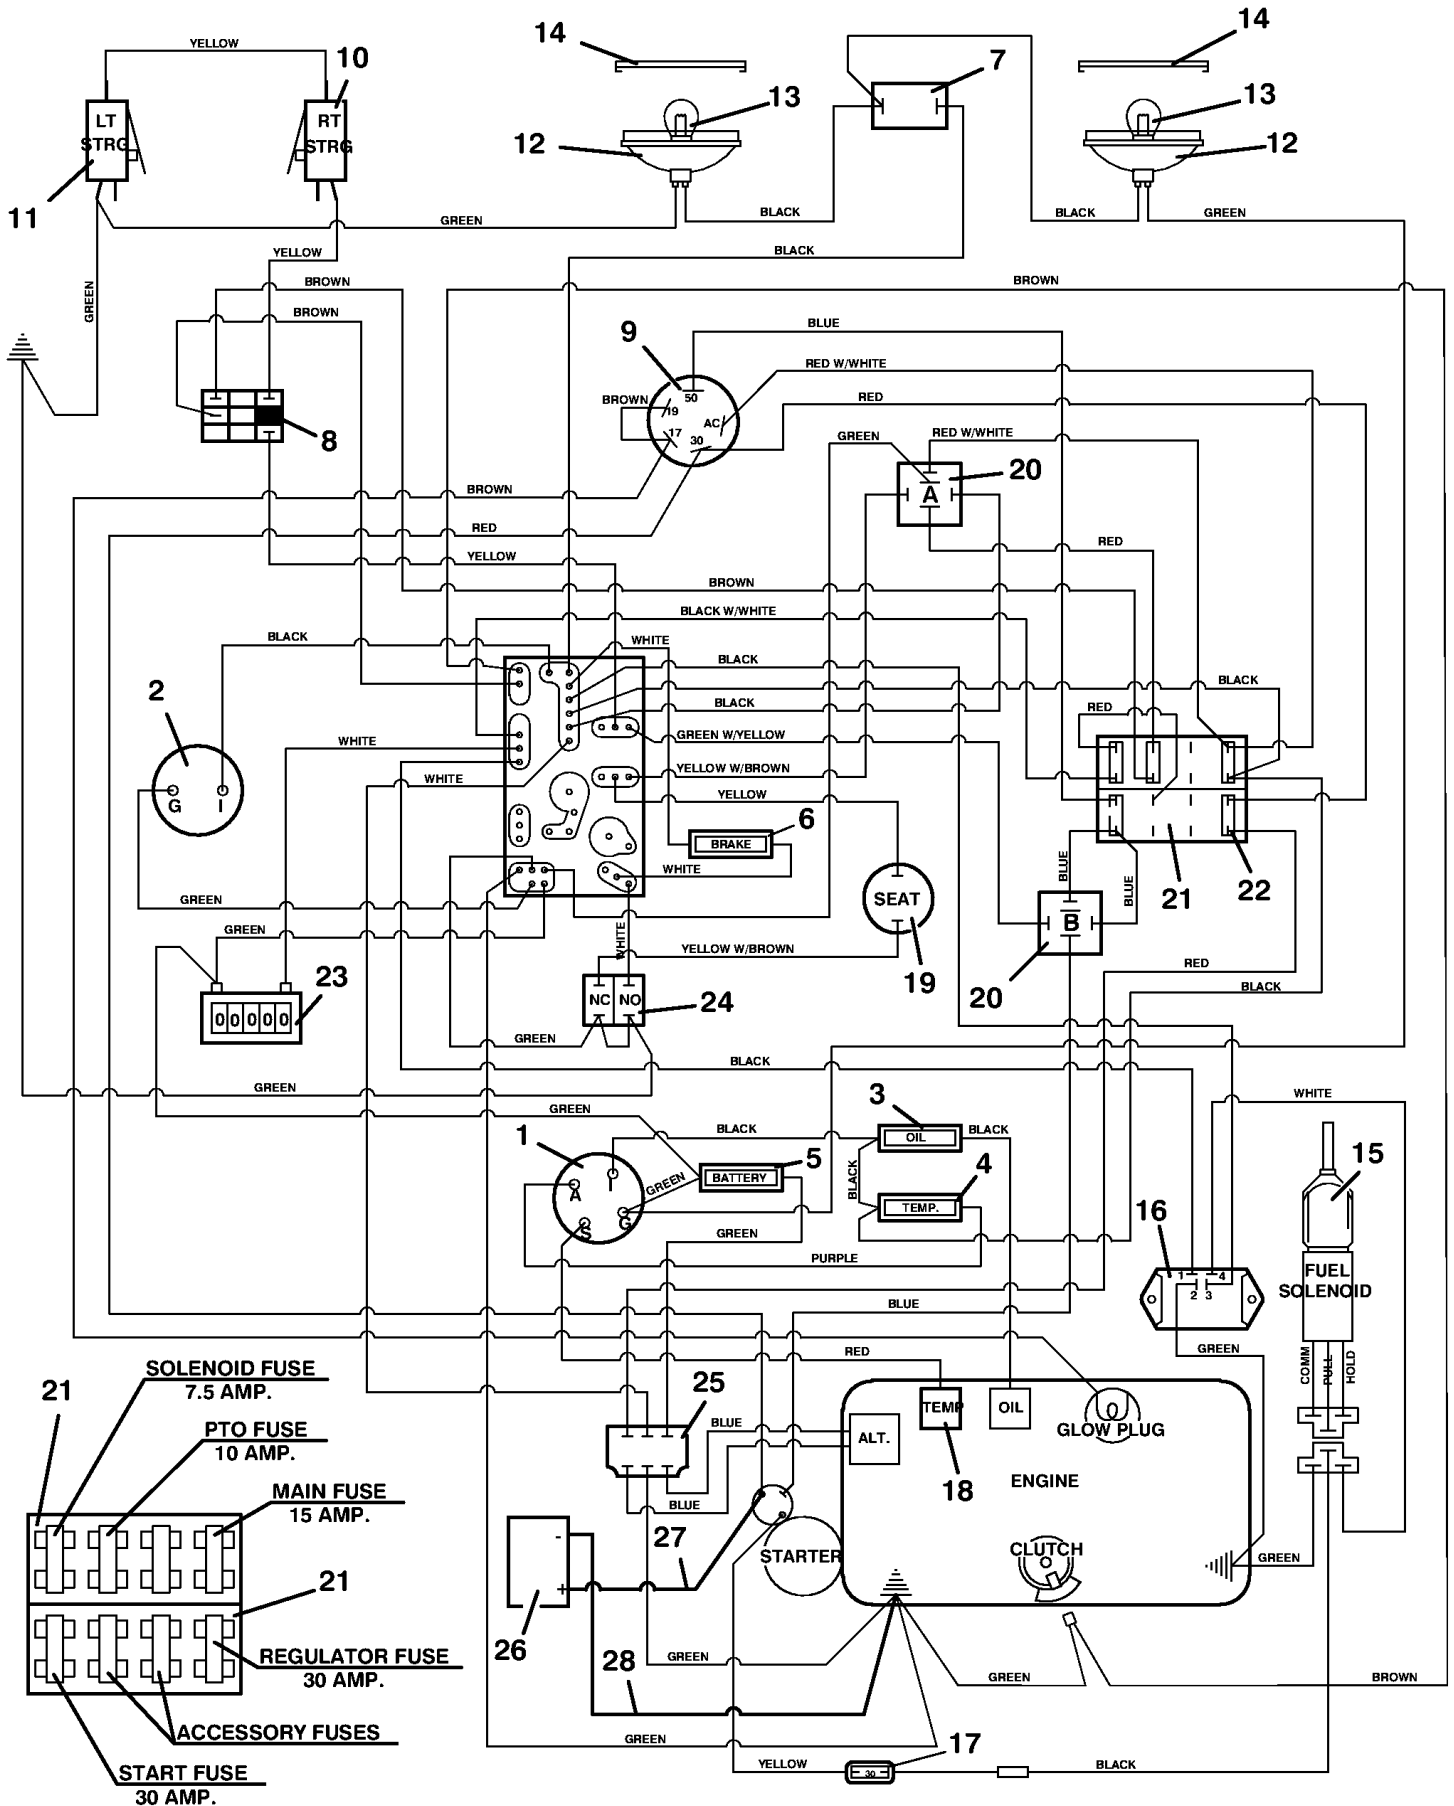 14
14
YELLOW
10
7
13
13
LT
STRG
RT
STRG
12
12
11
BLACK
BLACK
GREEN
GREEN
YELLOW
BLACK
BROWN
BROWN
GREEN
BROWN
9
BLUE
RED W/WHITE
50
BROWN
19
AC
RED
17
30
8
GREEN
RED W/WHITE
20
A
BROWN
RED
RED
YELLOW
BROWN
BLACK W/WHITE
BLACK
WHITE
BLACK
BLACK
2
BLACK
RED
GREEN W/YELLOW
WHITE
YELLOW W/BROWN
WHITE
YELLOW
G
I
6
BRAKE
WHITE
BLUE
BLUE
21
22
SEAT
GREEN
B
GREEN
WHITE
YELLOW W/BROWN
19
20
RED
BLACK
23
00000
NC
NO
24
GREEN
BLACK
GREEN
WHITE
GREEN
3
1
BLACK
OIL
BLACK
5
4
15
BATTERY
BLACK
GREEN
A
I
TEMP.
16
S
G
GREEN
PURPLE
1
4
2
3
FUEL
SOLENOID
BLUE
GREEN
RED
COMM
PULL
HOLD
SOLENOID FUSE
7.5 AMP.
21
25
TEMP
OIL
GLOW PLUG
BLUE
ALT.
PTO FUSE
10 AMP.
18
ENGINE
MAIN FUSE
15 AMP.
BLUE
27
-
+
STARTER
CLUTCH
GREEN
21
26
28
GREEN
GREEN
BROWN
REGULATOR FUSE
30 AMP.
ACCESSORY FUSES
GREEN
17
YELLOW
30
BLACK
START FUSE
30 AMP.